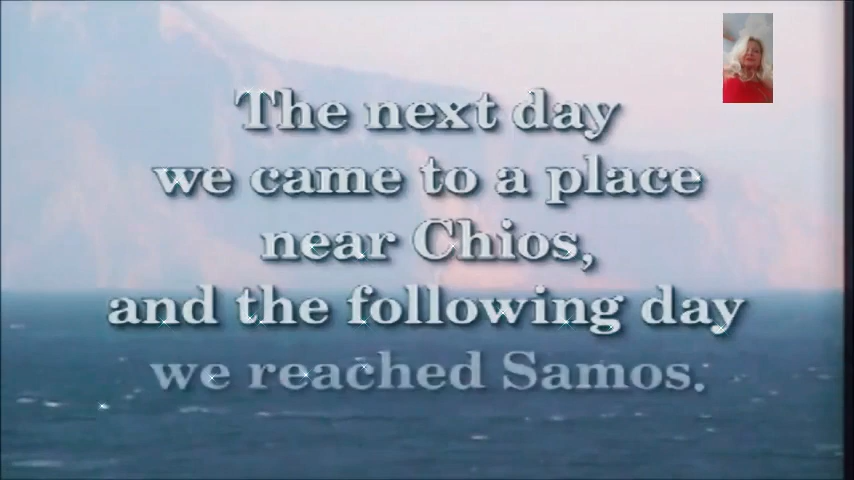 The next day
we came to a place
near Chios,
and the following day
we reached Samos.